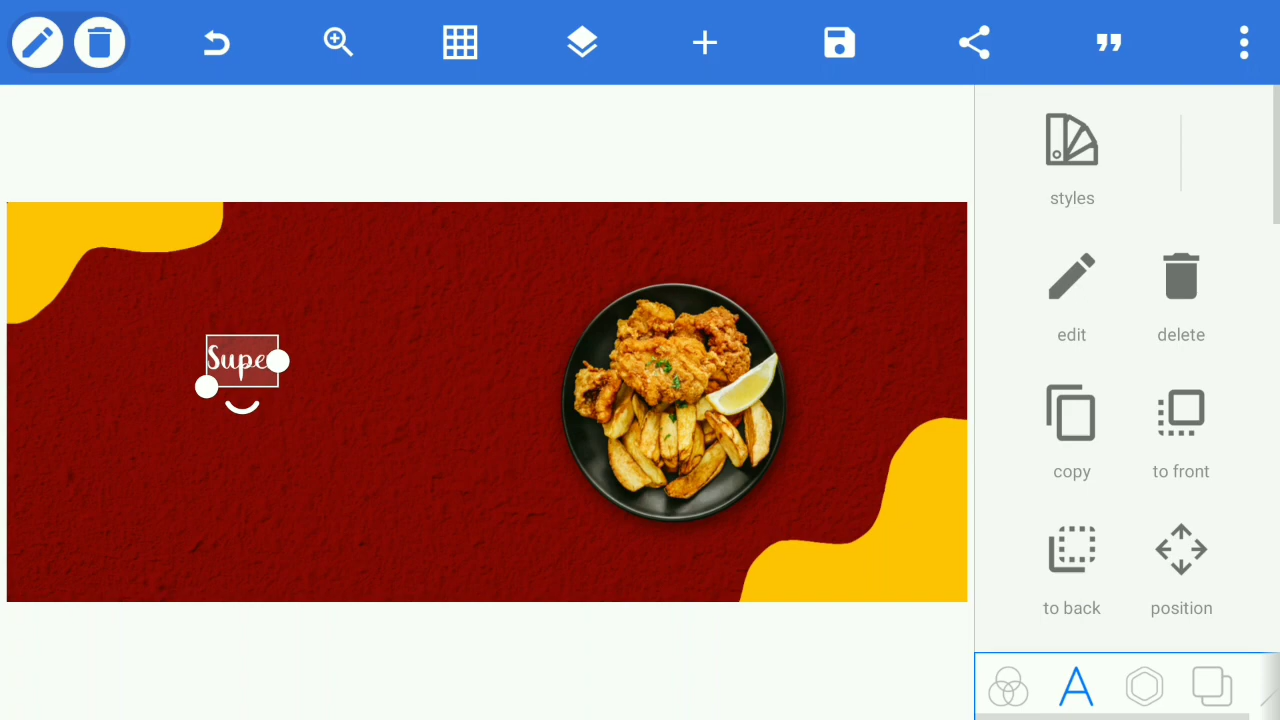 styles
Supe
edit
delete
copy
to front
to back
position